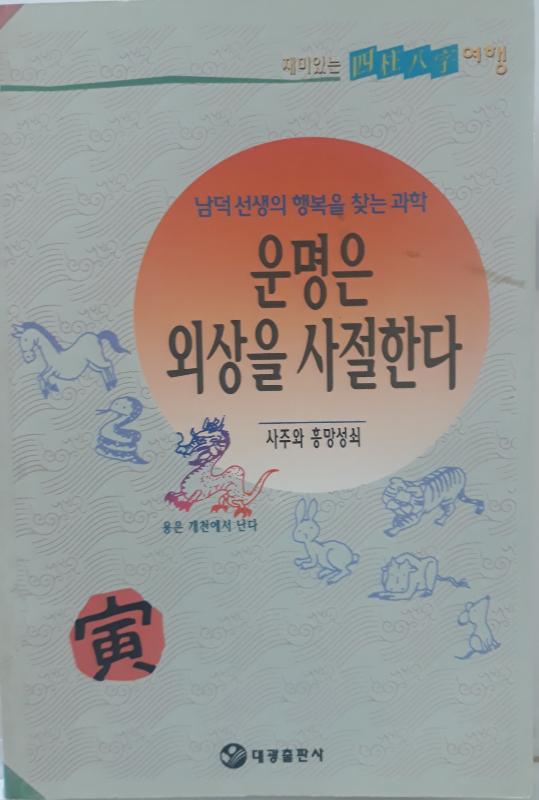 재미있는 四柱八字 여행
남덕 선생의 행복을 찾는 과학
운명은
외상을 사절한다
사주와 흥망성쇠
용은 개천에서 난다
寅
대광출판사